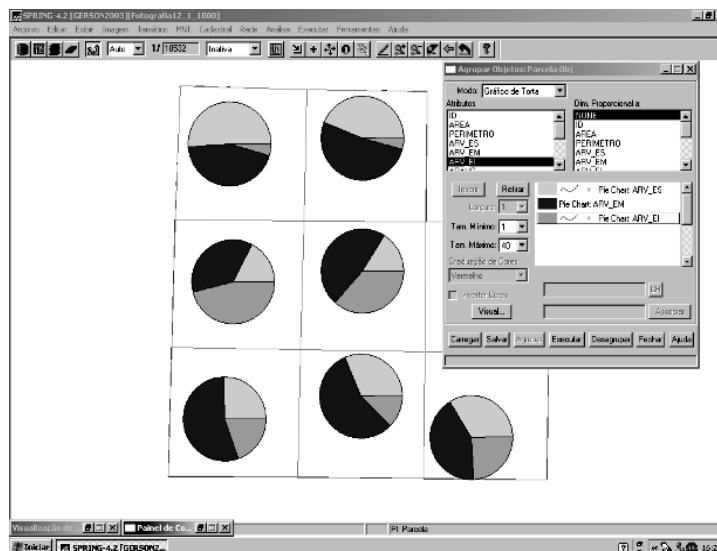 SPRING-4.2 [GERSON2003][Fotografia12_1_1000]
Arquivo Editar Exibir Imagem Temático MNT Cadastral Rede Análise Executar Ferramentas Ajuda
Auto 1/ 10532 Inativa
Agrupar Objetos: Parcela Obj
Modo: Gráfico de Torta
Atributos Dim. Proporcional a:
ID NONE
AREA ID
PERIMETRO AREA
ARV_ES PERIMETRO
ARV_EM ARV_ES
ARV_EI ARV_EM
Inserir Retirar
Pie Chart: ARV_ES
Largura: 1
Pie Chart: ARV_EM
Pie Chart: ARV_EI
Tam. Mínimo: 1
Tam. Máximo: 40
Graduação de Cores
Vermelho
Inverter Cores
CR
Visual... Associar
Carregar Salvar Agrupar Executar Desagrupar Fechar Ajuda
Visualização de ... Painel de Co...
PI: Parcela
Iniciar SPRING-4.2 [GERSON2...